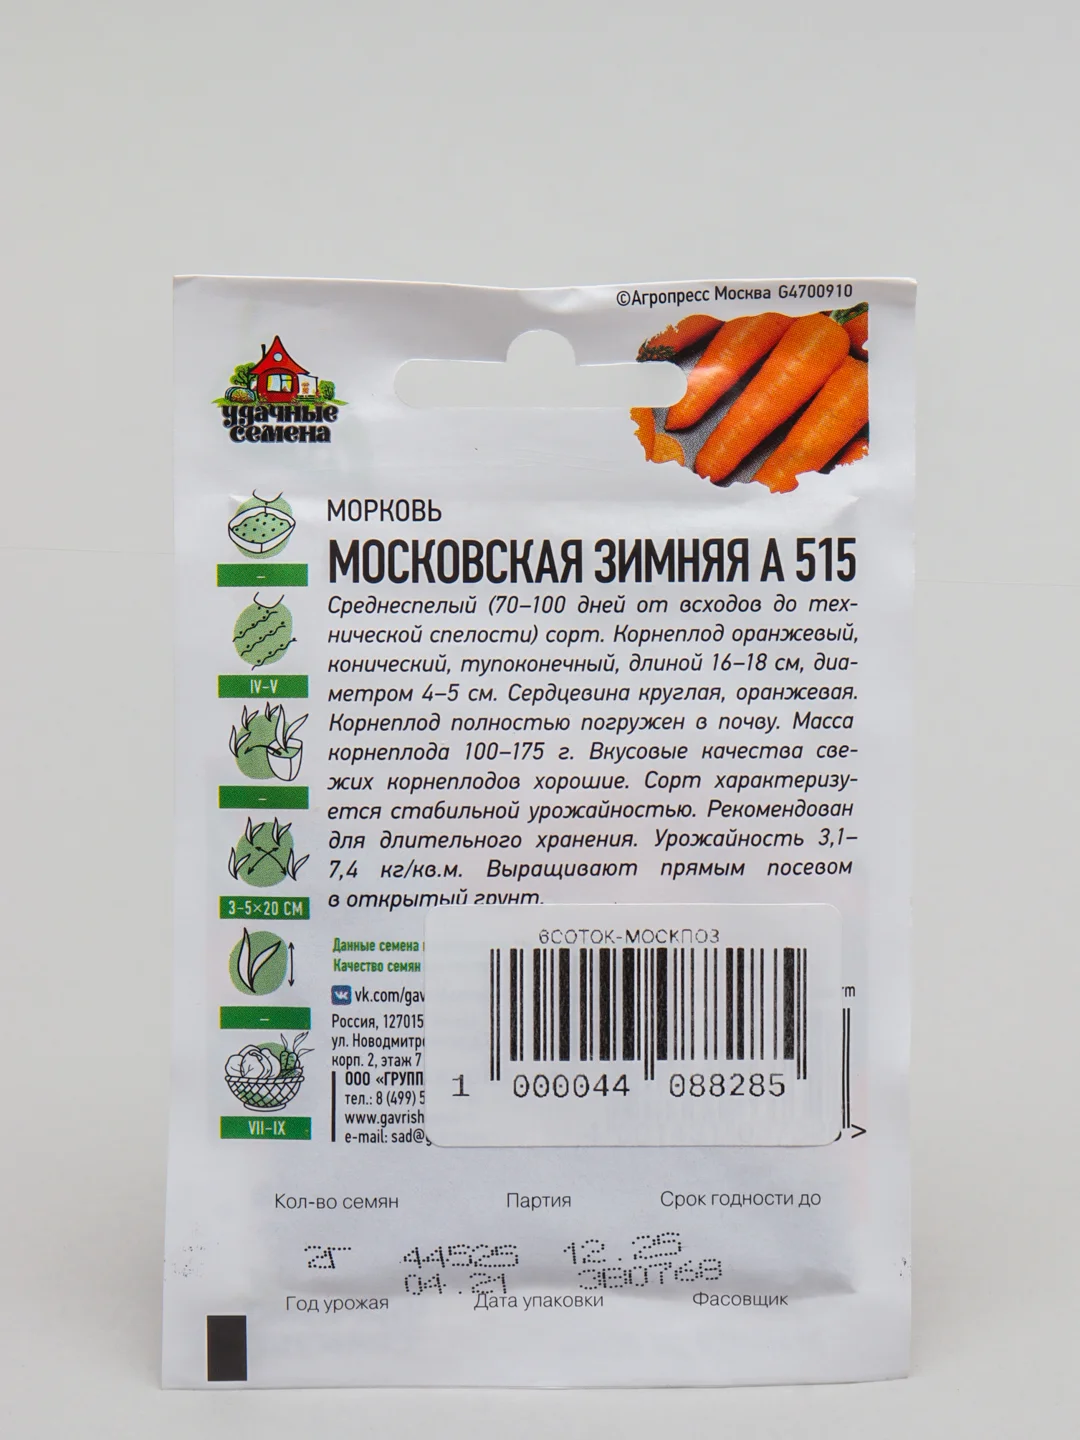 ©Агропресс Москва G4700910
удачные
семена
МОРКОВЬ
МОСКОВСКАЯ ЗИМНЯЯ А 515
Среднеспелый (70–100 дней от всходов до тех-
нической спелости) сорт. Корнеплод оранжевый,
конический, тупоконечный, длиной 16–18 см, диа-
метром 4–5 см. Сердцевина круглая, оранжевая.
Корнеплод полностью погружен в почву. Масса
корнеплода 100–175 г. Вкусовые качества све-
жих корнеплодов хорошие. Сорт характеризу-
ется стабильной урожайностью. Рекомендован
для длительного хранения. Урожайность 3,1–
7,4 кг/кв.м. Выращивают прямым посевом
в открытый грунт.
–
IV–V
–
3–5×20 СМ
–
VII–IX
Данные семена
Качество семян
vk.com/gav
Россия, 127015
ул. Новодмитро
корп. 2, этаж 7
ООО «ГРУПП
тел.: 8 (499) 5
www.gavrish
e-mail: sad@g
rm
>
6СОТОК-МОСКПОЗ
1 000044 088285
Кол-во семян Партия Срок годности до
2Г 44525 12.25
04.21 3В0768
Год урожая Дата упаковки Фасовщик